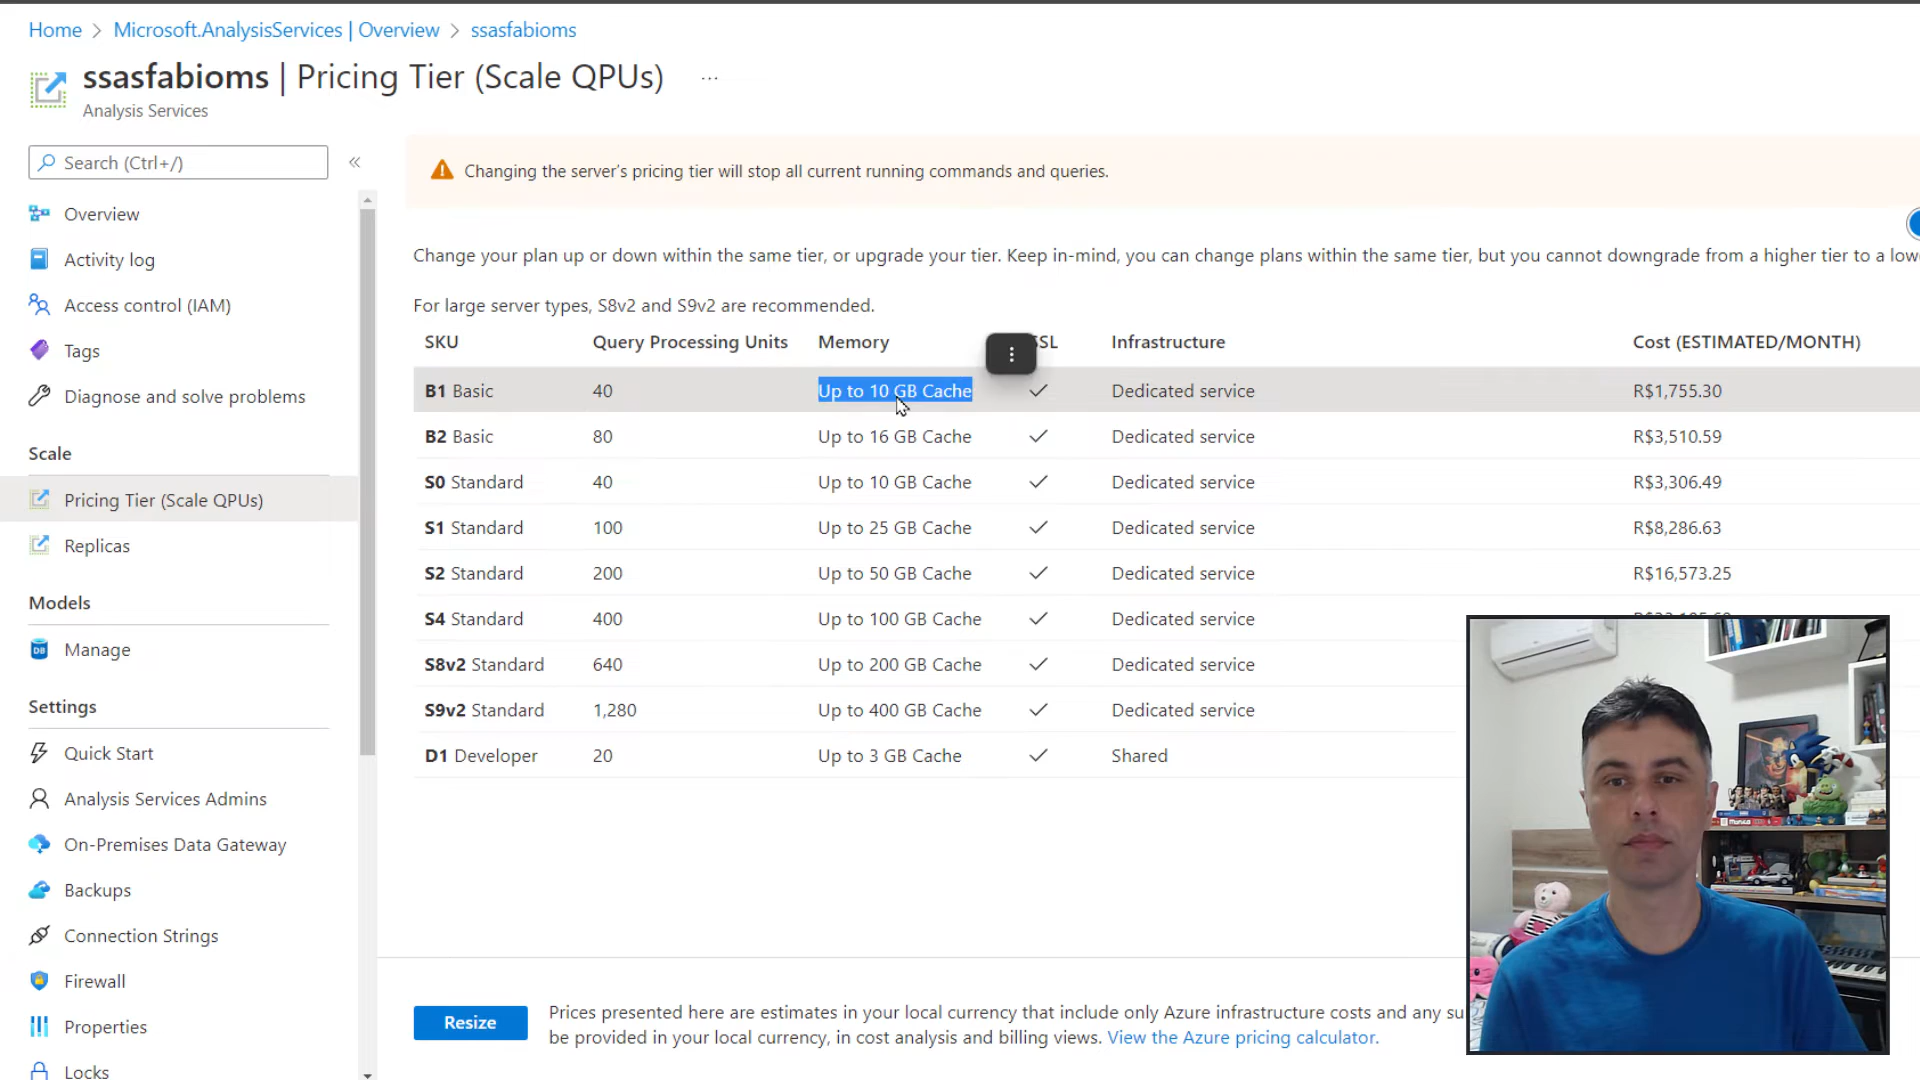 Home > Microsoft.AnalysisServices | Overview > ssasfabioms
ssasfabioms | Pricing Tier (Scale QPUs) ...
Analysis Services
Search (Ctrl+/)
Overview
Activity log
Access control (IAM)
Tags
Diagnose and solve problems
Scale
Pricing Tier (Scale QPUs)
Replicas
Models
Manage
Settings
Quick Start
Analysis Services Admins
On-Premises Data Gateway
Backups
Connection Strings
Firewall
Properties
Locks
Changing the server's pricing tier will stop all current running commands and queries.
Change your plan up or down within the same tier, or upgrade your tier. Keep in-mind, you can change plans within the same tier, but you cannot downgrade from a higher tier to a low
For large server types, S8v2 and S9v2 are recommended.
SKU Query Processing Units Memory SL Infrastructure Cost (ESTIMATED/MONTH)
B1 Basic 40 Up to 10 GB Cache Dedicated service R$1,755.30
B2 Basic 80 Up to 16 GB Cache Dedicated service R$3,510.59
S0 Standard 40 Up to 10 GB Cache Dedicated service R$3,306.49
S1 Standard 100 Up to 25 GB Cache Dedicated service R$8,286.63
S2 Standard 200 Up to 50 GB Cache Dedicated service R$16,573.25
S4 Standard 400 Up to 100 GB Cache Dedicated service
S8v2 Standard 640 Up to 200 GB Cache Dedicated service
S9v2 Standard 1,280 Up to 400 GB Cache Dedicated service
D1 Developer 20 Up to 3 GB Cache Shared
Resize
Prices presented here are estimates in your local currency that include only Azure infrastructure costs and any su
be provided in your local currency, in cost analysis and billing views. View the Azure pricing calculator.